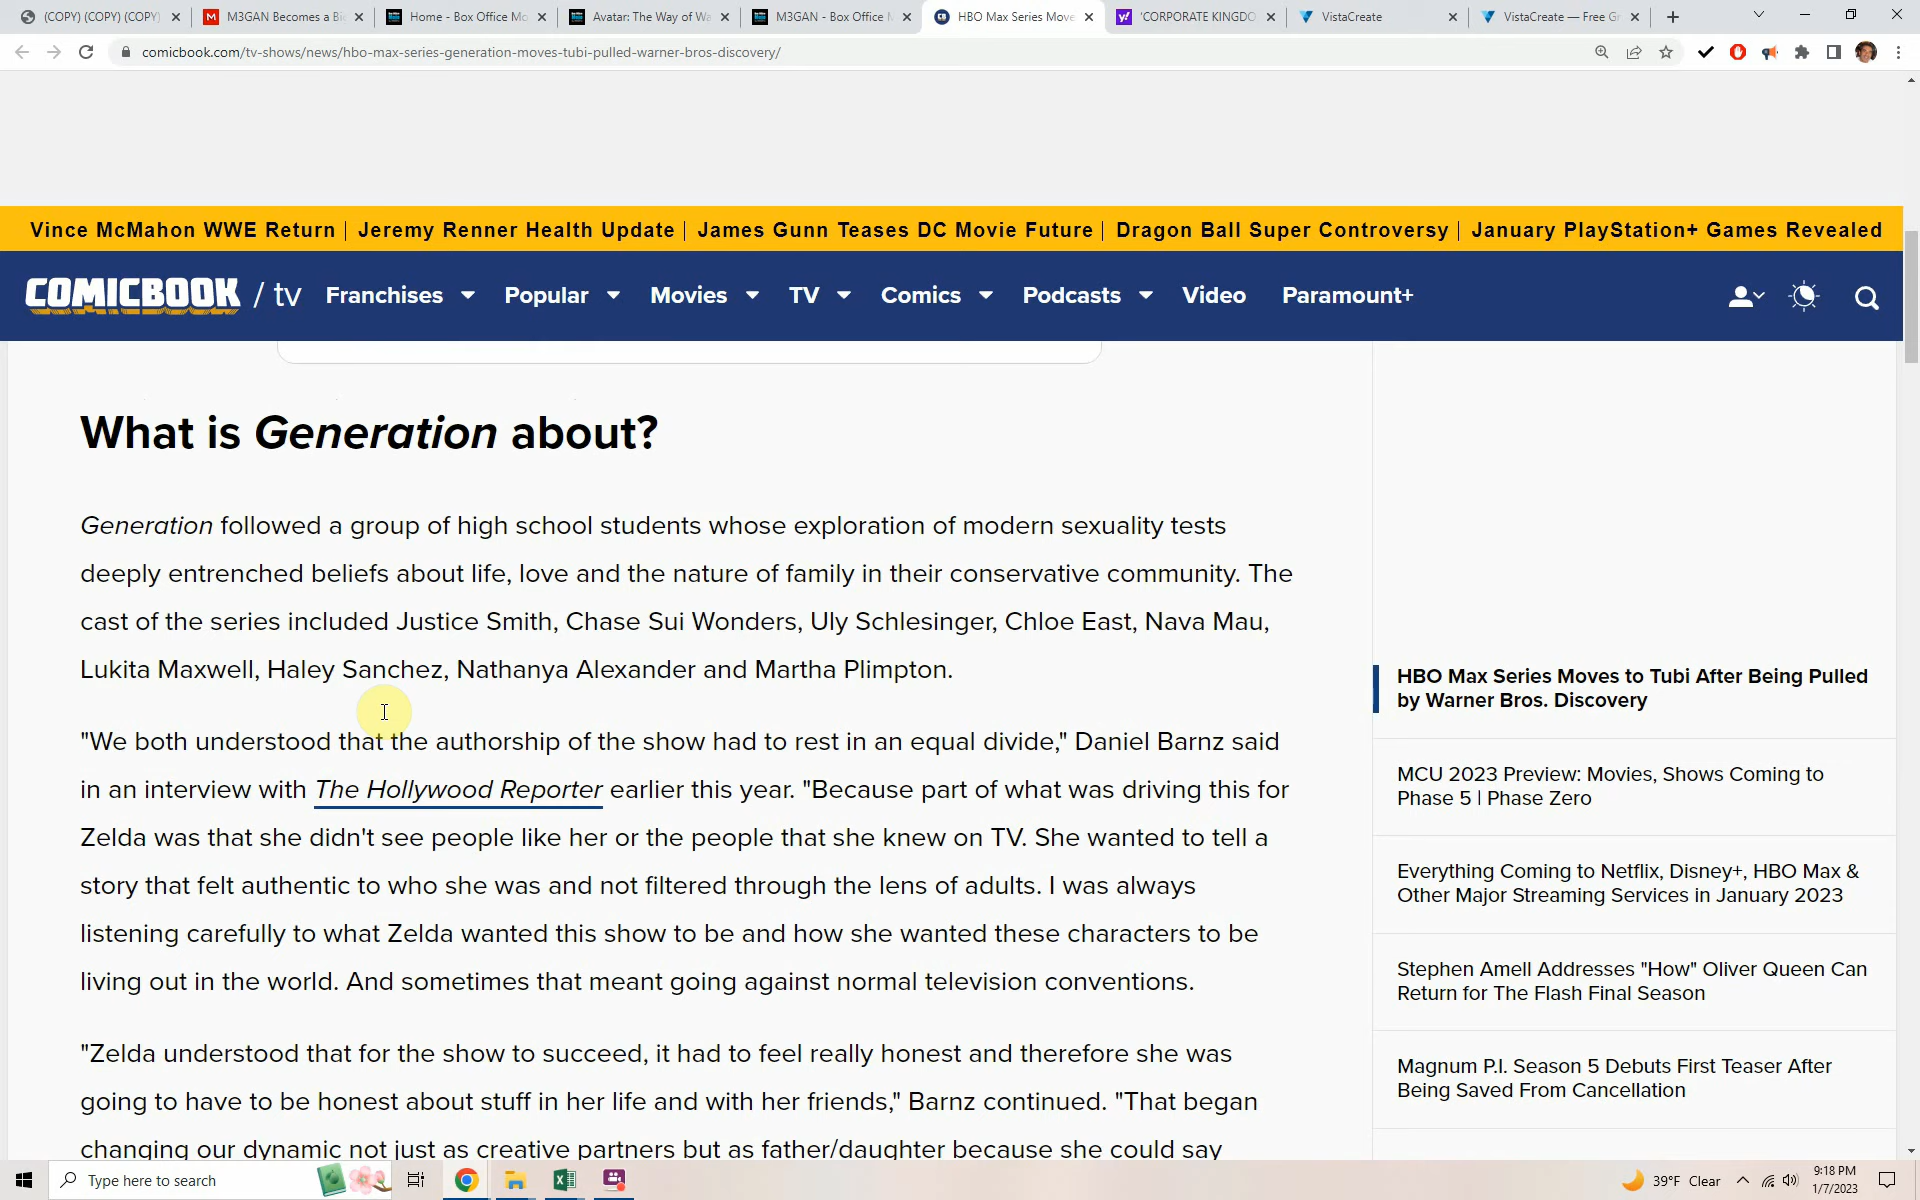 (COPY) (COPY) (COPY)
M3GAN Becomes a Bi
Home - Box Office Mo
Avatar: The Way of Wa
M3GAN - Box Office M
HBO Max Series Move
'CORPORATE KINGDO
VistaCreate
VistaCreate — Free Gr
comicbook.com/tv-shows/news/hbo-max-series-generation-moves-tubi-pulled-warner-bros-discovery/
Vince McMahon WWE Return | Jeremy Renner Health Update | James Gunn Teases DC Movie Future | Dragon Ball Super Controversy | January PlayStation+ Games Revealed
COMICBOOK / tv Franchises Popular Movies TV Comics Podcasts Video Paramount+
What is Generation about?
Generation followed a group of high school students whose exploration of modern sexuality tests
deeply entrenched beliefs about life, love and the nature of family in their conservative community. The
cast of the series included Justice Smith, Chase Sui Wonders, Uly Schlesinger, Chloe East, Nava Mau,
Lukita Maxwell, Haley Sanchez, Nathanya Alexander and Martha Plimpton.
"We both understood that the authorship of the show had to rest in an equal divide," Daniel Barnz said
in an interview with The Hollywood Reporter earlier this year. "Because part of what was driving this for
Zelda was that she didn't see people like her or the people that she knew on TV. She wanted to tell a
story that felt authentic to who she was and not filtered through the lens of adults. I was always
listening carefully to what Zelda wanted this show to be and how she wanted these characters to be
living out in the world. And sometimes that meant going against normal television conventions.
"Zelda understood that for the show to succeed, it had to feel really honest and therefore she was
going to have to be honest about stuff in her life and with her friends," Barnz continued. "That began
changing our dynamic not just as creative partners but as father/daughter because she could say
HBO Max Series Moves to Tubi After Being Pulled
by Warner Bros. Discovery
MCU 2023 Preview: Movies, Shows Coming to
Phase 5 | Phase Zero
Everything Coming to Netflix, Disney+, HBO Max &
Other Major Streaming Services in January 2023
Stephen Amell Addresses "How" Oliver Queen Can
Return for The Flash Final Season
Magnum P.I. Season 5 Debuts First Teaser After
Being Saved From Cancellation
Type here to search
39°F Clear
9:18 PM
1/7/2023